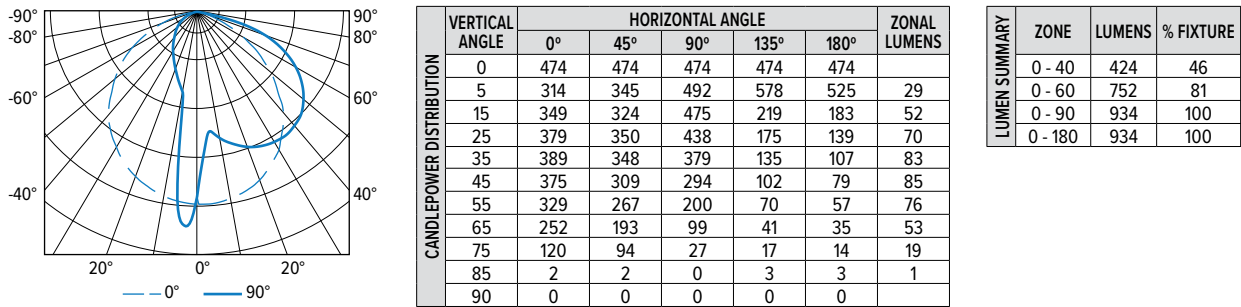 -90°
-80°
-60°
-40°
90°
80°
60°
40°
20° 0° 20°
0° 90°
CANDLEPOWER DISTRIBUTION
VERTICAL ANGLE HORIZONTAL ANGLE ZONAL LUMENS
0° 45° 90° 135° 180°
0 474 474 474 474 474
5 314 345 492 578 525 29
15 349 324 475 219 183 52
25 379 350 438 175 139 70
35 389 348 379 135 107 83
45 375 309 294 102 79 85
55 329 267 200 70 57 76
65 252 193 99 41 35 53
75 120 94 27 17 14 19
85 2 2 0 3 3 1
90 0 0 0 0 0
LUMEN SUMMARY
ZONE LUMENS % FIXTURE
0 - 40 424 46
0 - 60 752 81
0 - 90 934 100
0 - 180 934 100